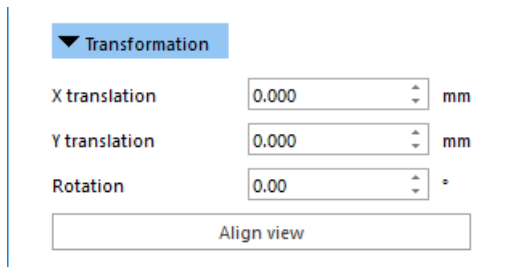 Transformation
X translation 0.000 mm
Y translation 0.000 mm
Rotation 0.00 °
Align view